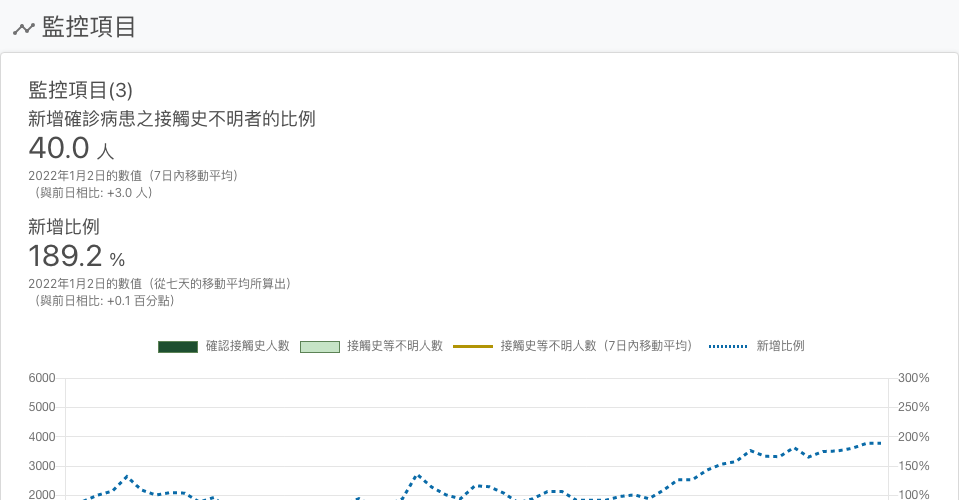 監控項目
監控項目(3)
新增確診病患之接觸史不明者的比例
40.0 人
2022年1月2日的數值（7日內移動平均）
（與前日相比: +3.0 人）
新增比例
189.2 %
2022年1月2日的數值（從七天的移動平均所算出）
（與前日相比: +0.1 百分點）
確認接觸史人數 接觸史等不明人數 接觸史等不明人數（7日內移動平均） 新增比例
6000 300%
5000 250%
4000 200%
3000 150%
2000 100%